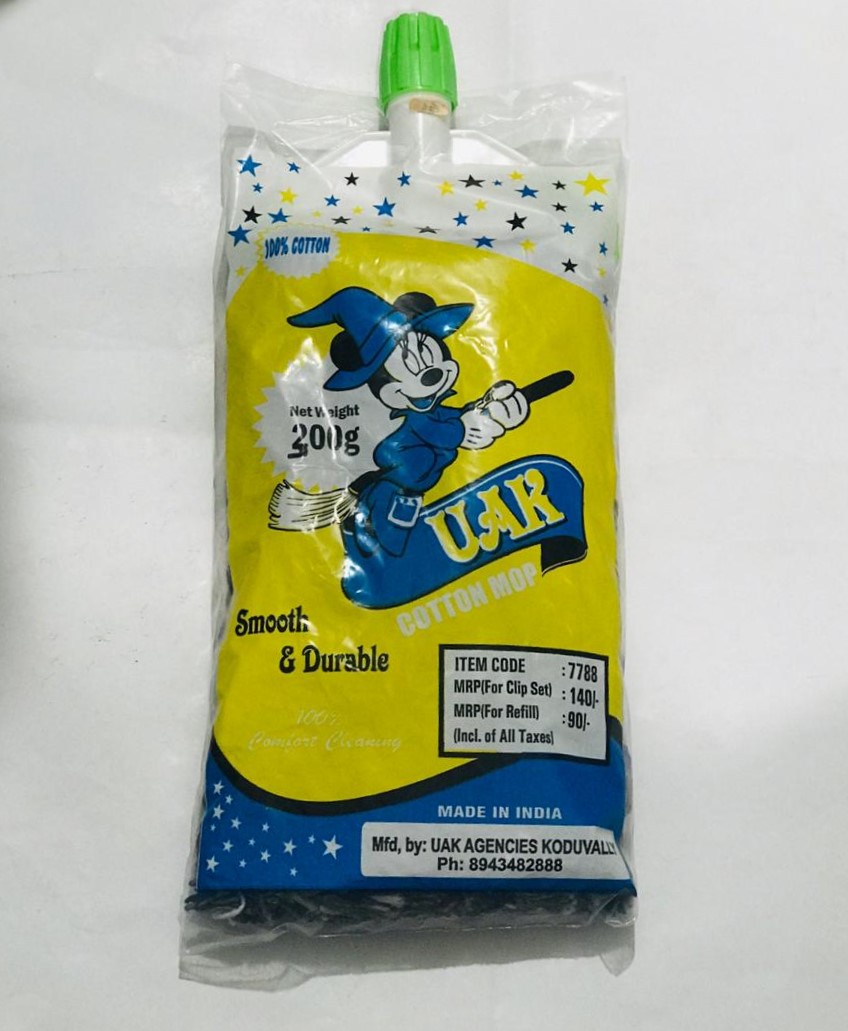 100% COTTON
Net Weight
200g
UAK
COTTON MOP
Smooth
& Durable
100%
Comfort Cleaning
ITEM CODE : 7788
MRP(For Clip Set) : 140/-
MRP(For Refill) : 90/-
(Incl. of All Taxes)
MADE IN INDIA
Mfd, by: UAK AGENCIES KODUVALLY
Ph: 8943482888